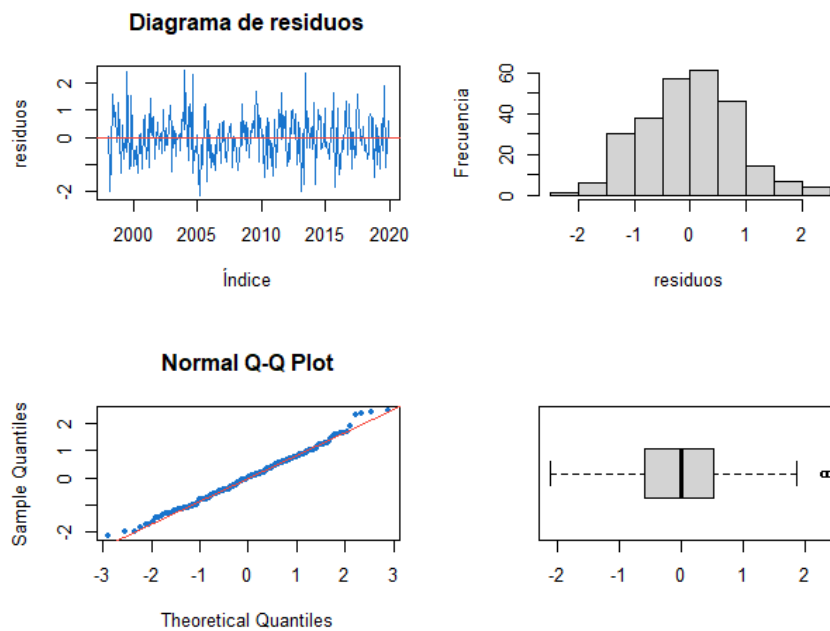 Diagrama de residuos
residuos
-2 0 1 2
2000 2005 2010 2015 2020
Índice
Frecuencia
0 20 40 60
-2 -1 0 1 2
residuos
Normal Q-Q Plot
Sample Quantiles
-2 0 1 2
-3 -2 -1 0 1 2 3
Theoretical Quantiles
-2 -1 0 1 2